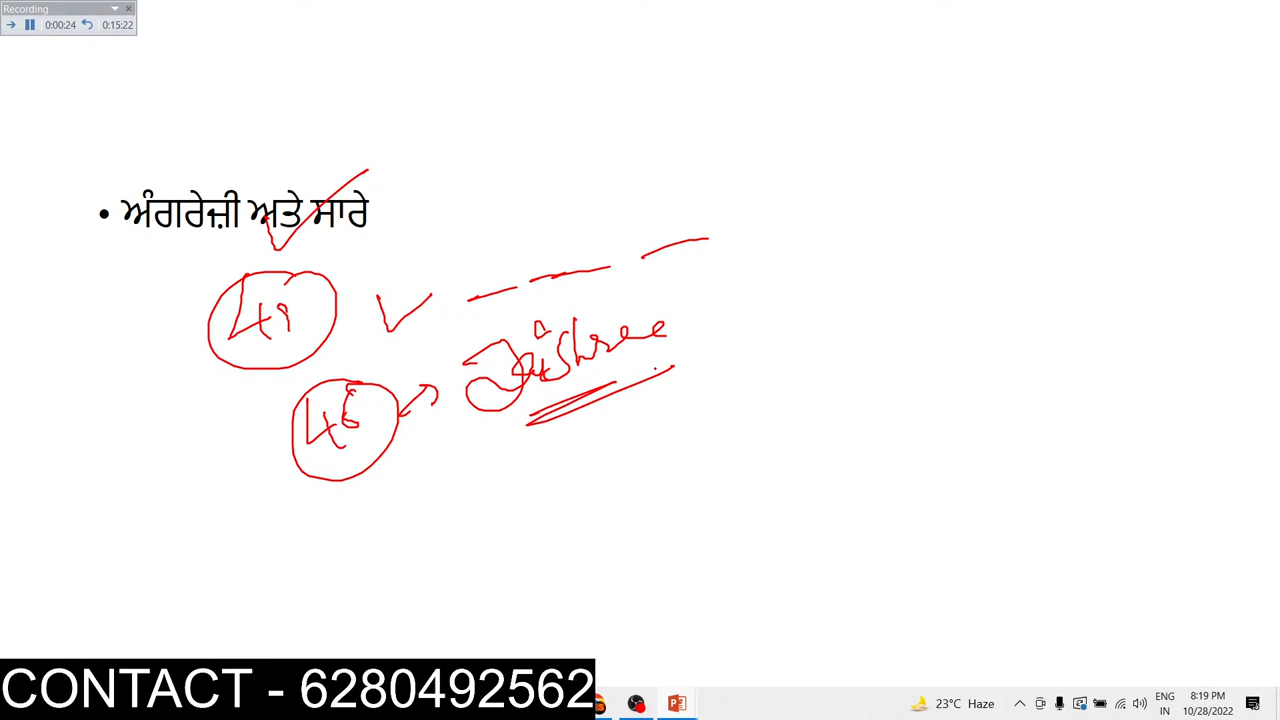 Recording
0:00:24 0:15:22
• ਅੰਗਰੇਜ਼ੀ ਅਤੇ ਸਾਰੇ
CONTACT - 6280492562
23°C Haze
ENG
IN
8:19 PM
10/28/2022